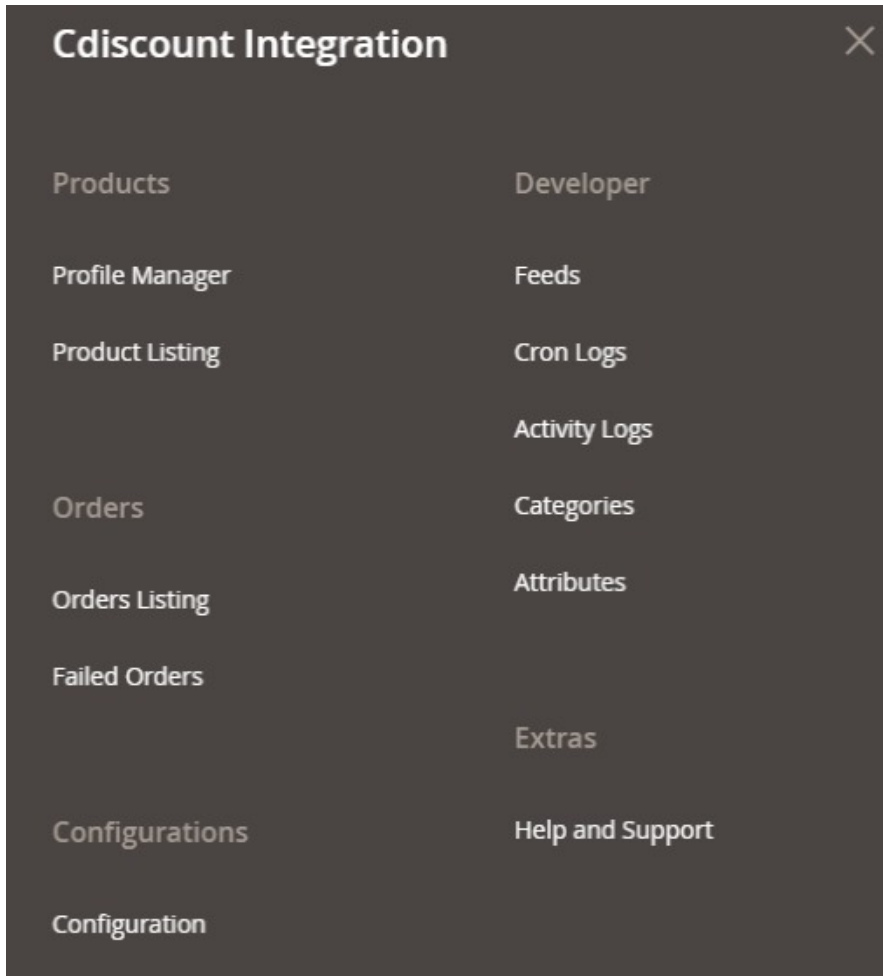 Cdiscount Integration
Products
Profile Manager
Product Listing
Orders
Orders Listing
Failed Orders
Configurations
Configuration
Developer
Feeds
Cron Logs
Activity Logs
Categories
Attributes
Extras
Help and Support